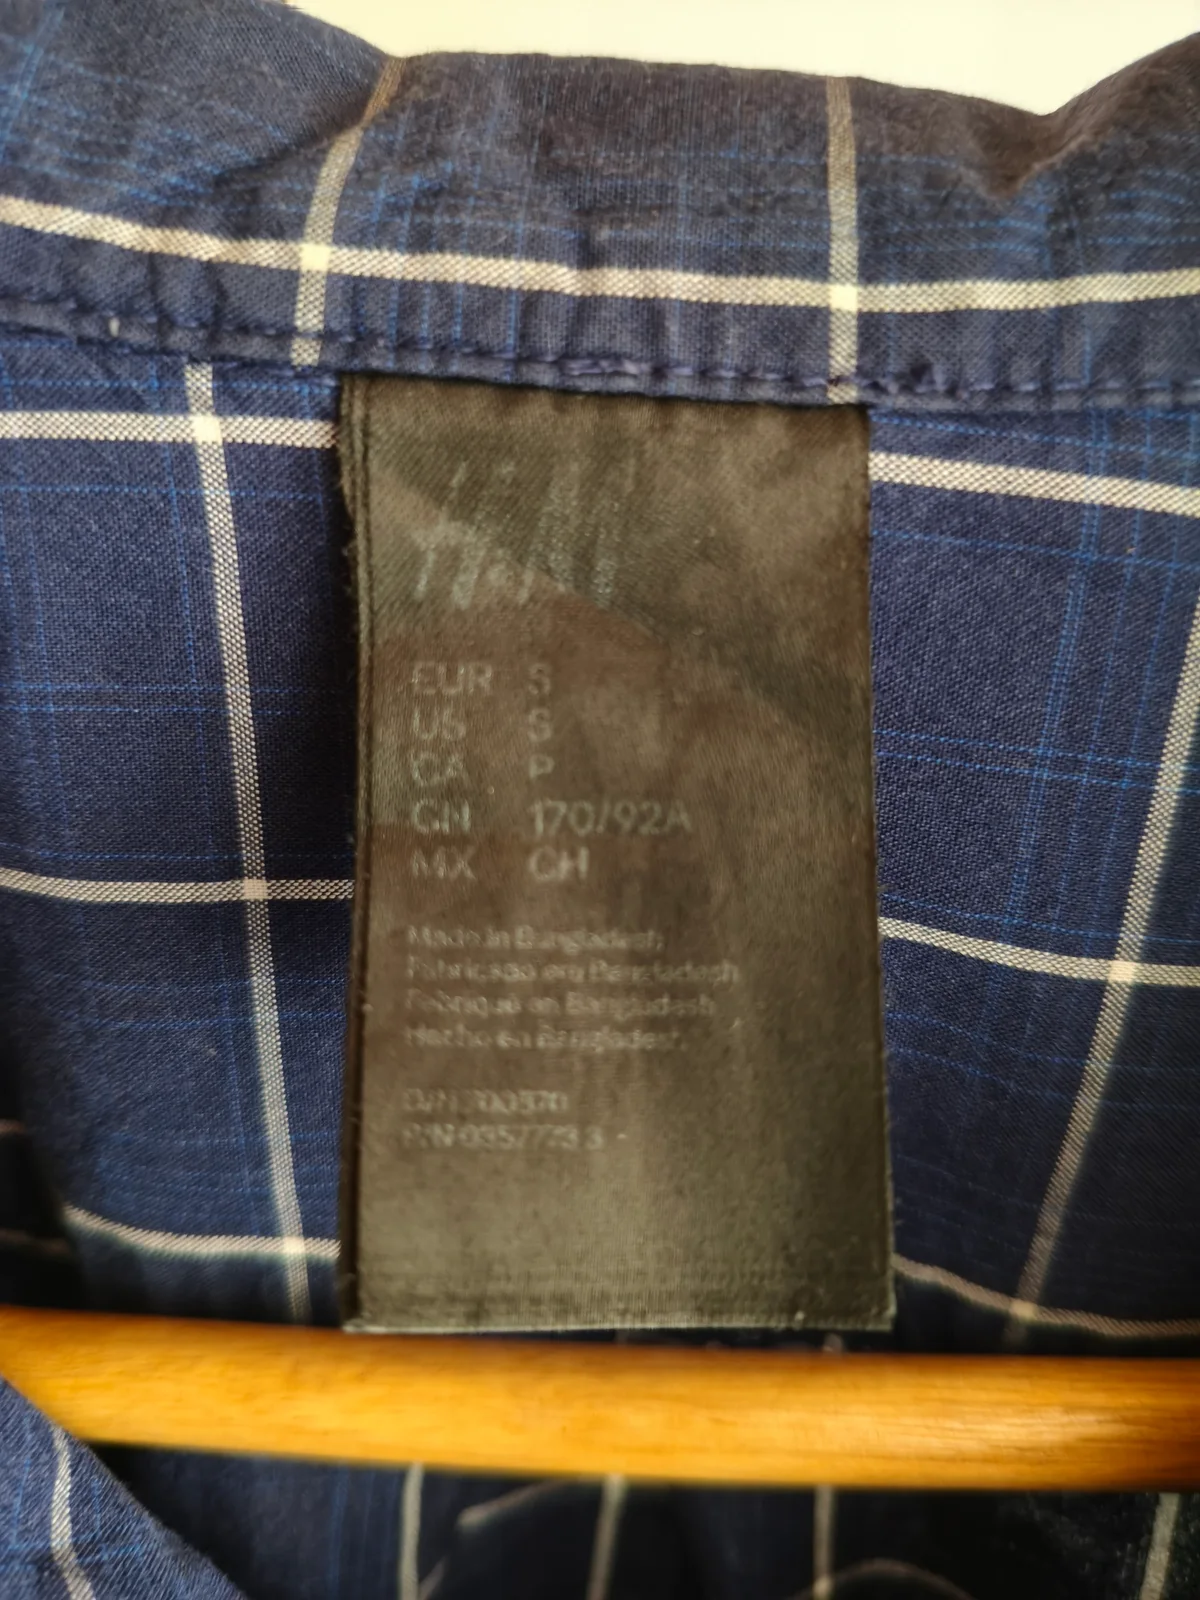 EUR S
US S
CA P
CN 170/92A
MX CH
Made in Bangladesh
Fabricado em Bangladesh
Fabriqué en Bangladesh
Hecho en Bangladesh